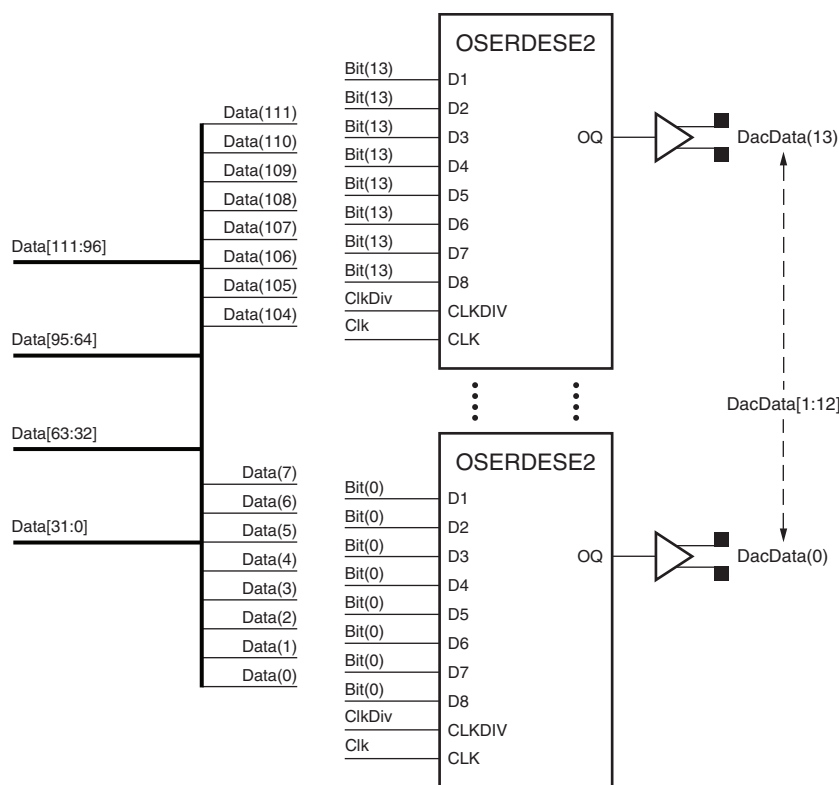 OSERDESE2
Bit(13)
D1
Bit(13)
D2
Bit(13)
D3
Bit(13)
D4
Bit(13)
D5
Bit(13)
D6
Bit(13)
D7
Bit(13)
D8
ClkDiv
CLKDIV
Clk
CLK
OQ
DacData(13)
Data(111)
Data(110)
Data(109)
Data(108)
Data(107)
Data(106)
Data(105)
Data(104)
Data[111:96]
Data[95:64]
Data[63:32]
Data[31:0]
DacData[1:12]
Data(7)
Data(6)
Data(5)
Data(4)
Data(3)
Data(2)
Data(1)
Data(0)
OSERDESE2
Bit(0)
D1
Bit(0)
D2
Bit(0)
D3
Bit(0)
D4
Bit(0)
D5
Bit(0)
D6
Bit(0)
D7
Bit(0)
D8
ClkDiv
CLKDIV
Clk
CLK
OQ
DacData(0)